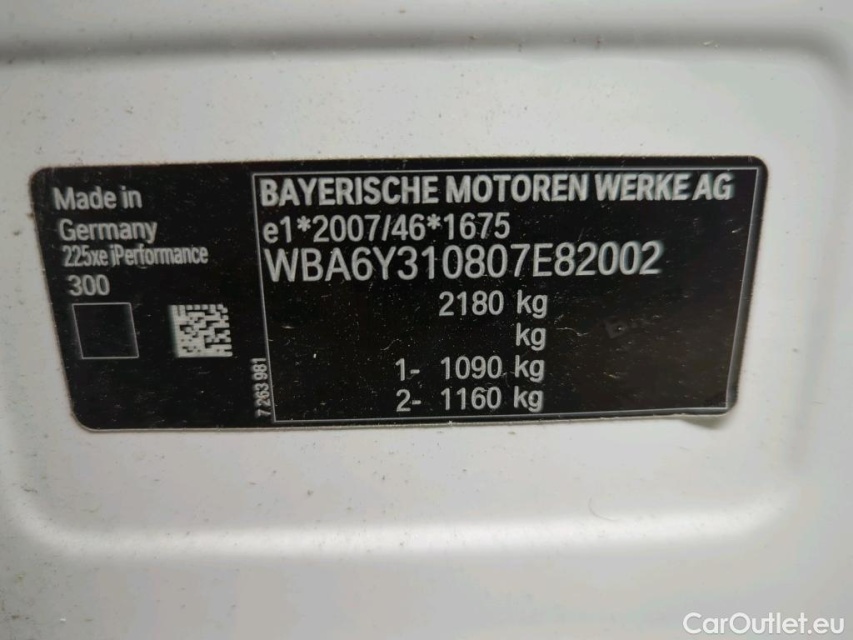 Made in
Germany
225xe iPerformance
300
7 263 981
BAYERISCHE MOTOREN WERKE AG
e1*2007/46*1675
WBA6Y310807E82002
2180 kg
kg
1- 1090 kg
2- 1160 kg
CarOutlet.eu